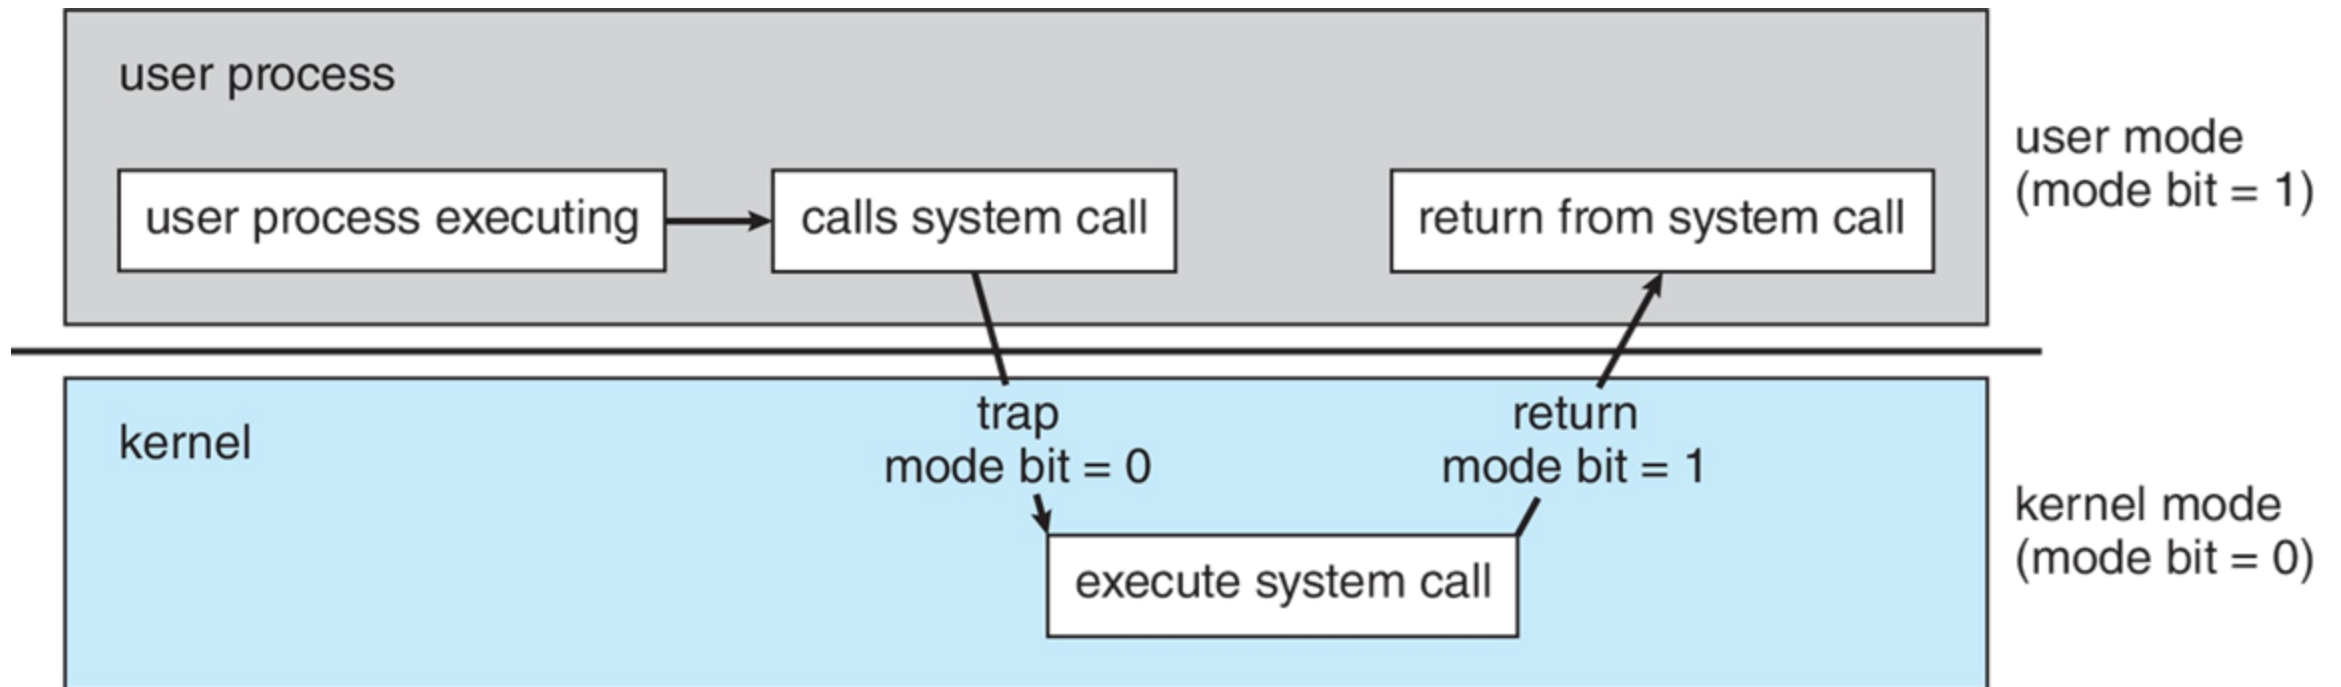 user process
user process executing
calls system call
return from system call
user mode
(mode bit = 1)
kernel
trap
mode bit = 0
return
mode bit = 1
execute system call
kernel mode
(mode bit = 0)